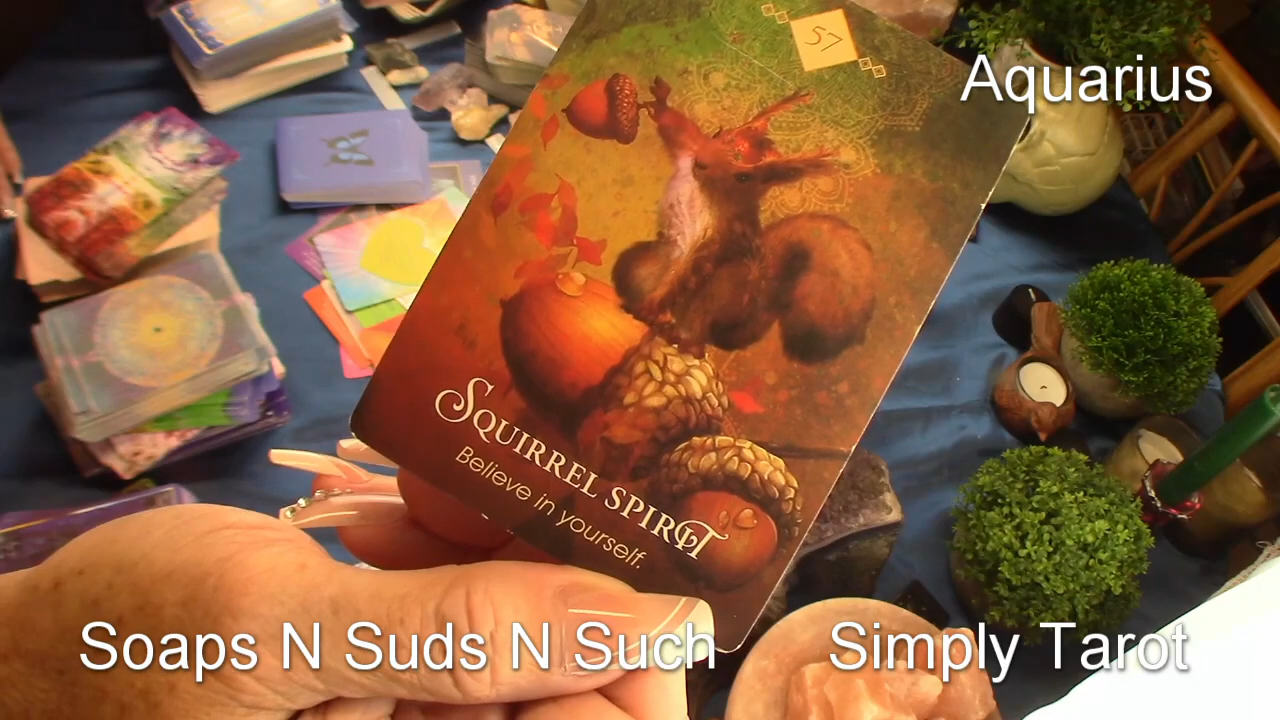 57
Aquarius
SQUIRREL SPIRIT
Believe in yourself.
Soaps N Suds N Such Simply Tarot